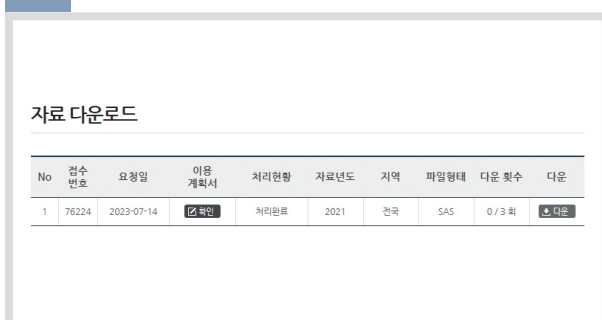 자료 다운로드
No 접수 번호 요청일 이용 계획서 처리현황 자료년도 지역 파일형태 다운 횟수 다운
1 76224 2023-07-14 확인 처리완료 2021 전국 SAS 0 / 3 회 다운